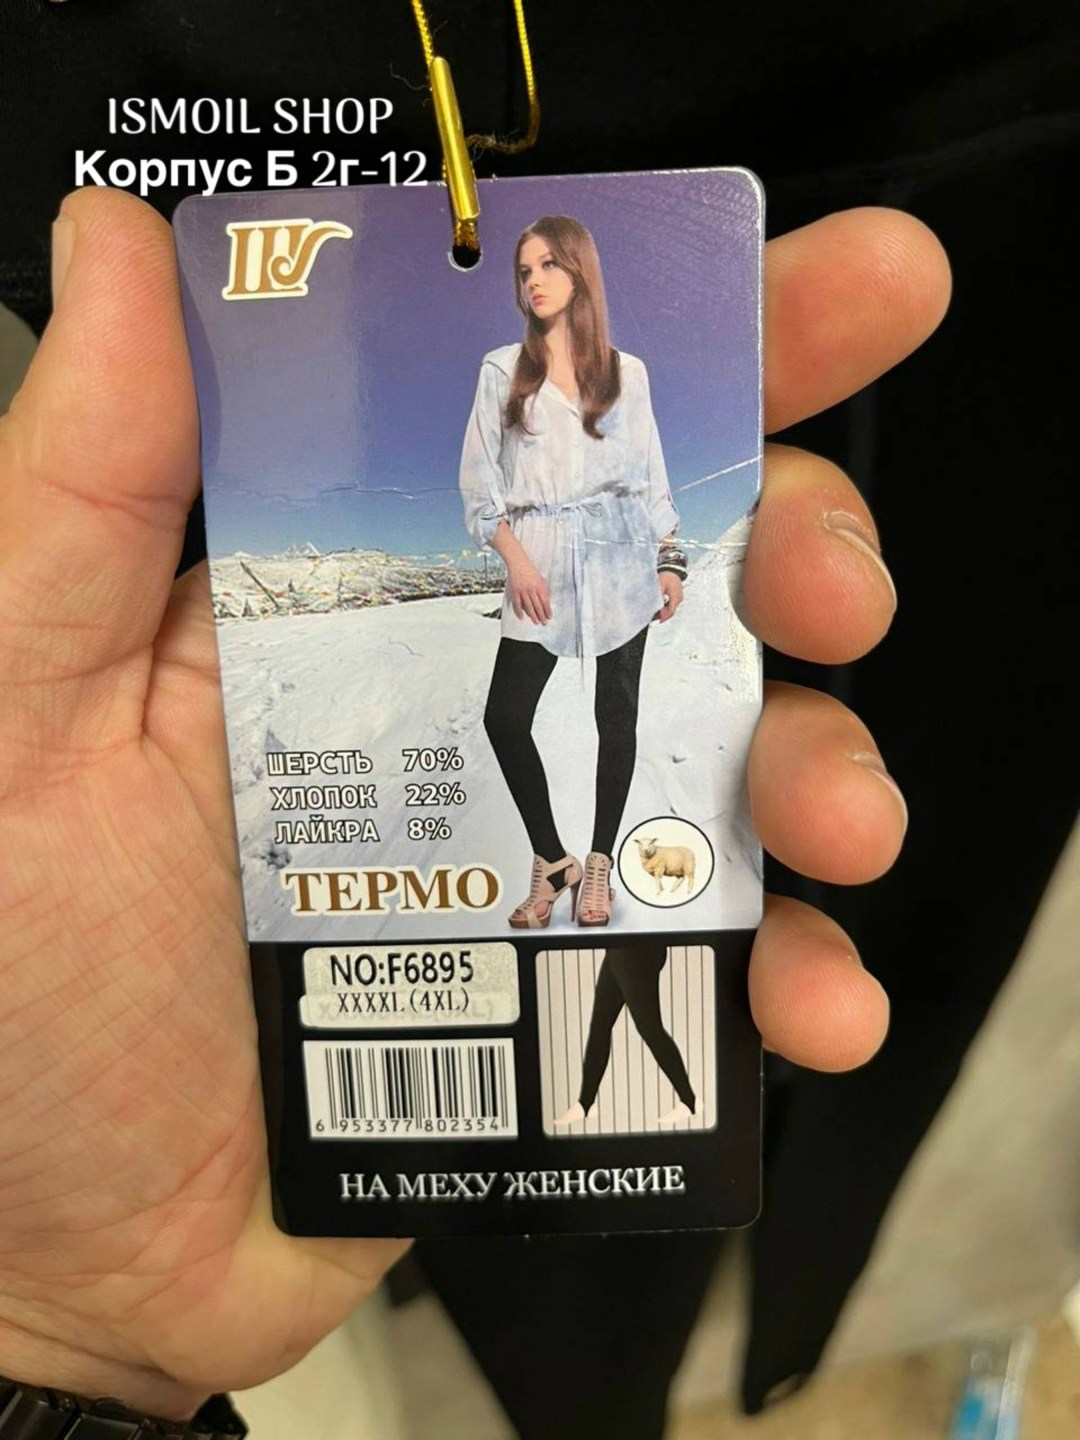 ISMOIL SHOP
Корпус Б 2г-12
ШЕРСТЬ 70%
ХЛОПОК 22%
ЛАЙКРА 8%
ТЕРМО
NO:F6895
XXXXL (4XL)
6 953377 802354
НА МЕХУ ЖЕНСКИЕ